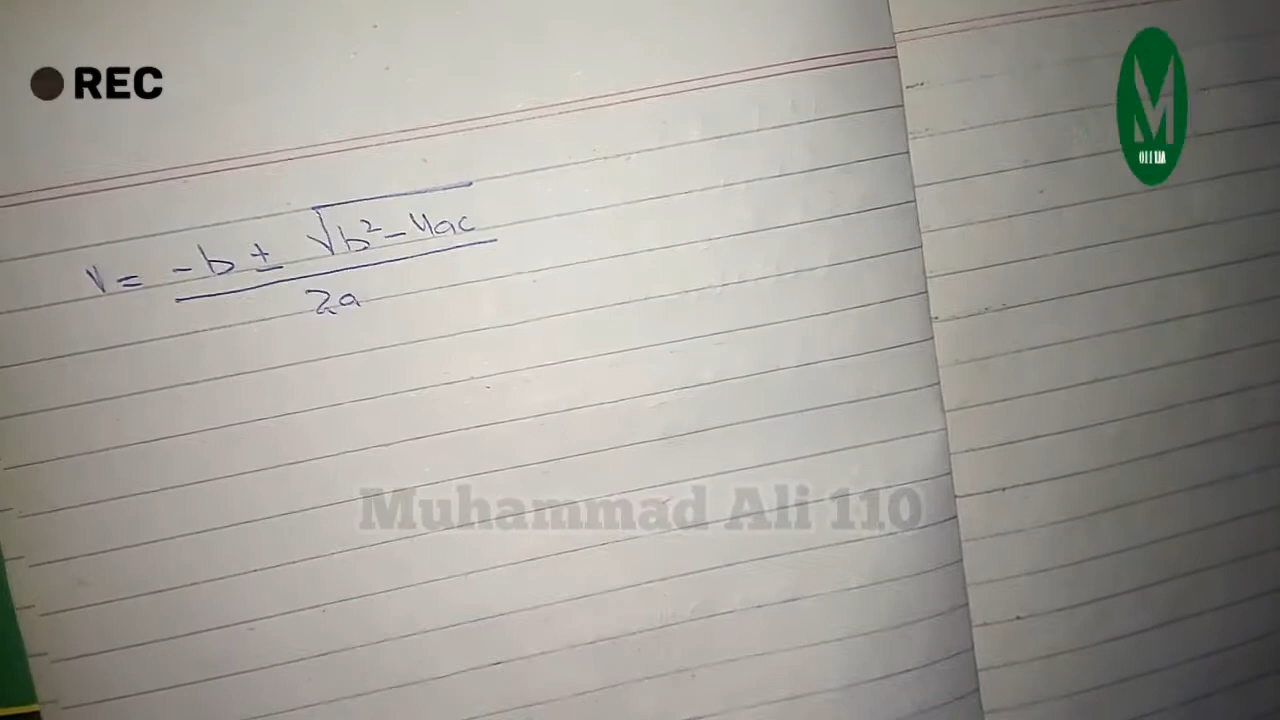 REC
M
v = -b ± √b² - 4ac
2a
Muhammad Ali 110